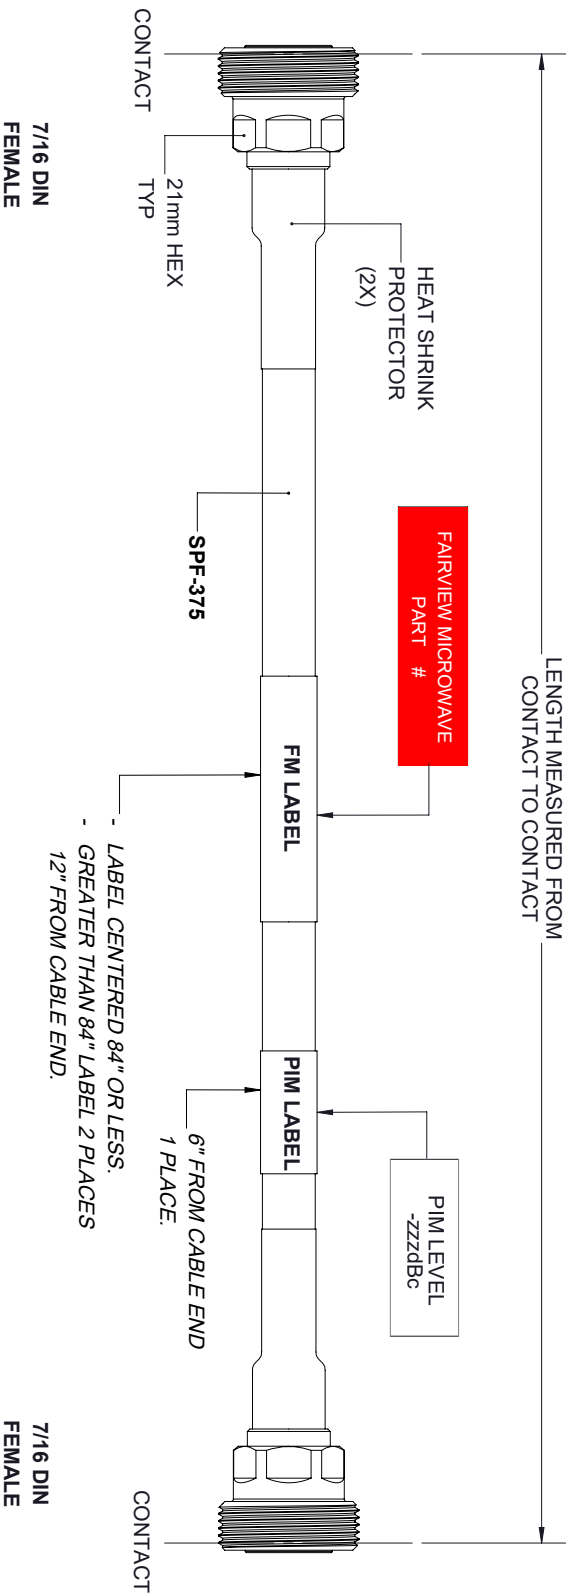 LENGTH MEASURED FROM
CONTACT TO CONTACT
FAIRVIEW MICROWAVE
PART #
PIM LEVEL
-zzzdBc
HEAT SHRINK
PROTECTOR
(2X)
FM LABEL
PIM LABEL
SPF-375
21mm HEX
TYP
6" FROM CABLE END
1 PLACE.
- LABEL CENTERED 84" OR LESS.
- GREATER THAN 84" LABEL 2 PLACES
12" FROM CABLE END.
CONTACT
CONTACT
7/16 DIN
FEMALE
7/16 DIN
FEMALE